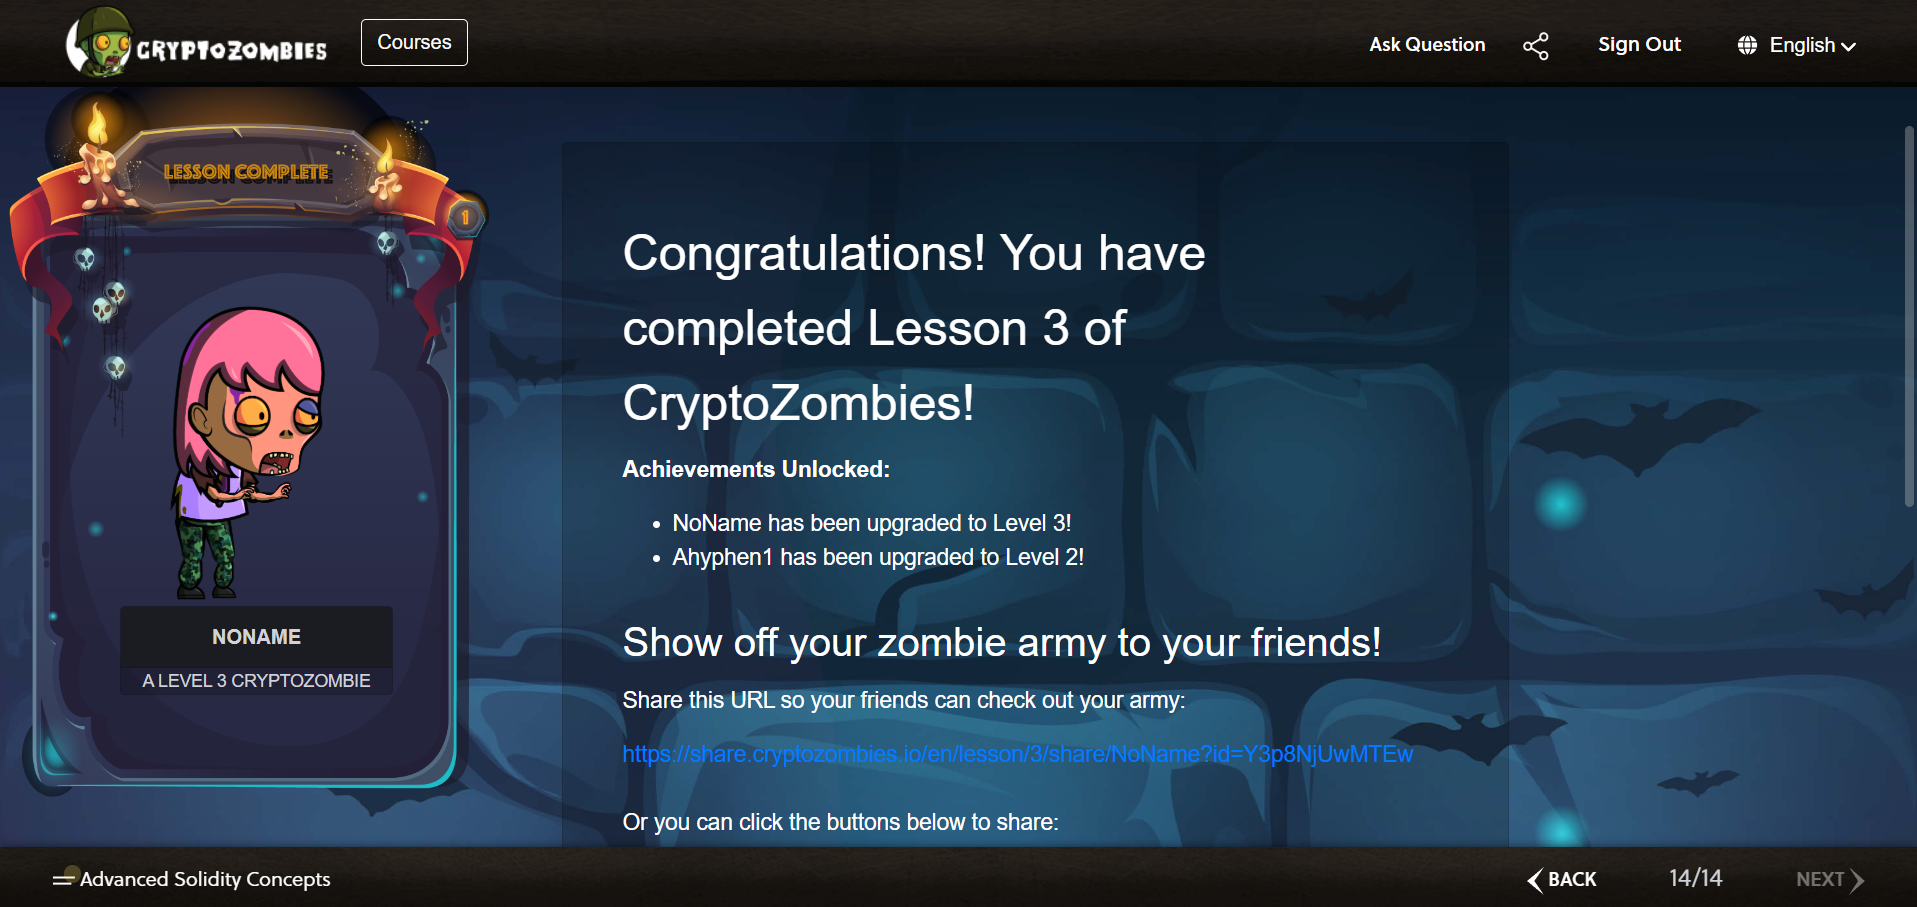 CRYPTOZOMBIES
Courses
Ask Question
Sign Out
English
LESSON COMPLETE
1
NONAME
A LEVEL 3 CRYPTOZOMBIE
Congratulations! You have
completed Lesson 3 of
CryptoZombies!
Achievements Unlocked:
• NoName has been upgraded to Level 3!
• Ahyphen1 has been upgraded to Level 2!
Show off your zombie army to your friends!
Share this URL so your friends can check out your army:
https://share.cryptozombies.io/en/lesson/3/share/NoName?id=Y3p8NjUwMTEw
Or you can click the buttons below to share:
Advanced Solidity Concepts
BACK
14/14
NEXT